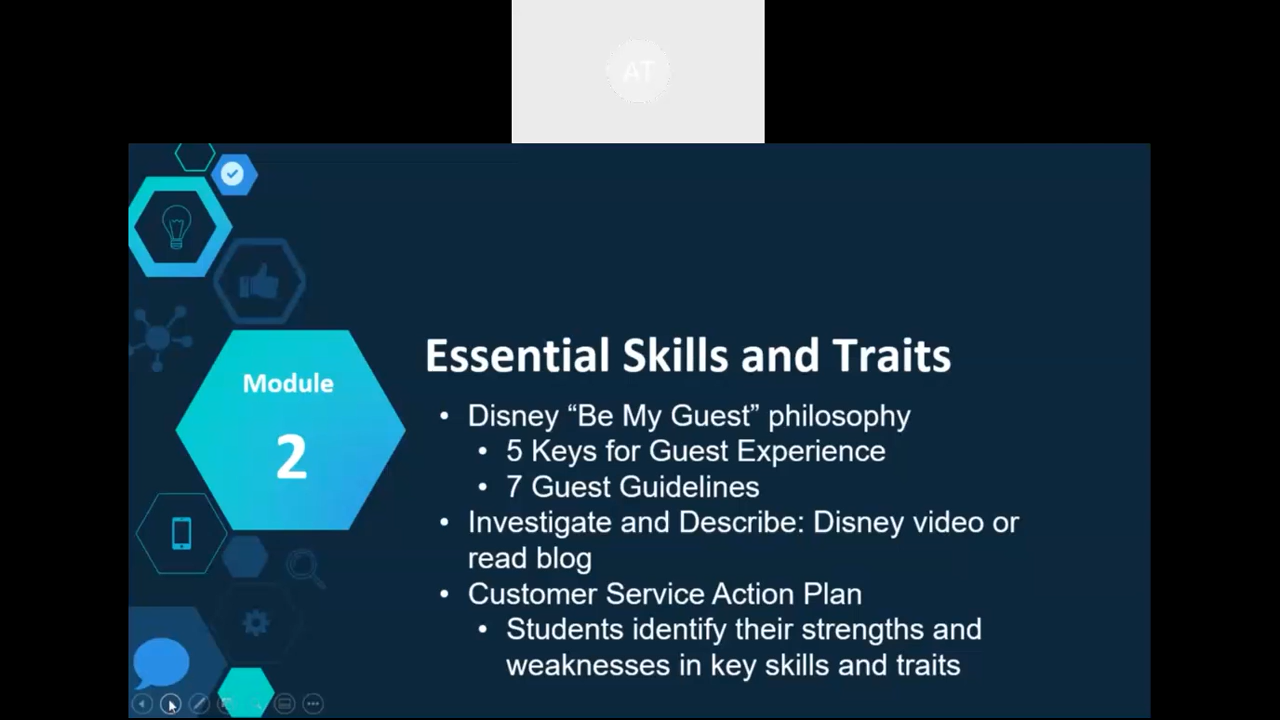 AT
Module
2
Essential Skills and Traits
• Disney “Be My Guest” philosophy
• 5 Keys for Guest Experience
• 7 Guest Guidelines
• Investigate and Describe: Disney video or
read blog
• Customer Service Action Plan
• Students identify their strengths and
weaknesses in key skills and traits